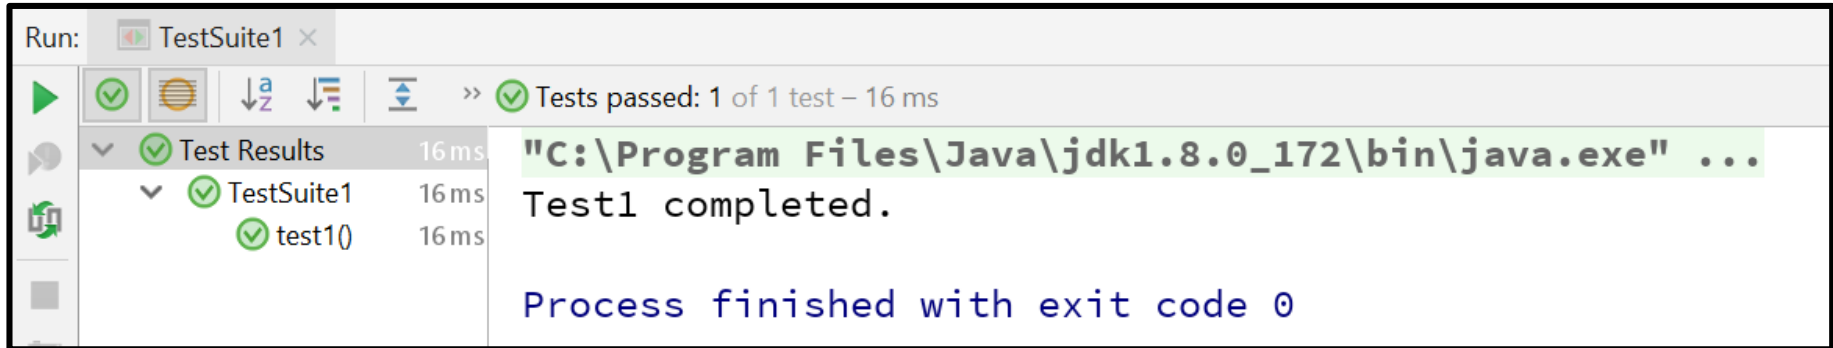 Run: TestSuite1 ×
a z » Tests passed: 1 of 1 test – 16 ms
Test Results 16 ms
TestSuite1 16 ms
test1() 16 ms
"C:\Program Files\Java\jdk1.8.0_172\bin\java.exe" ...
Test1 completed.
Process finished with exit code 0